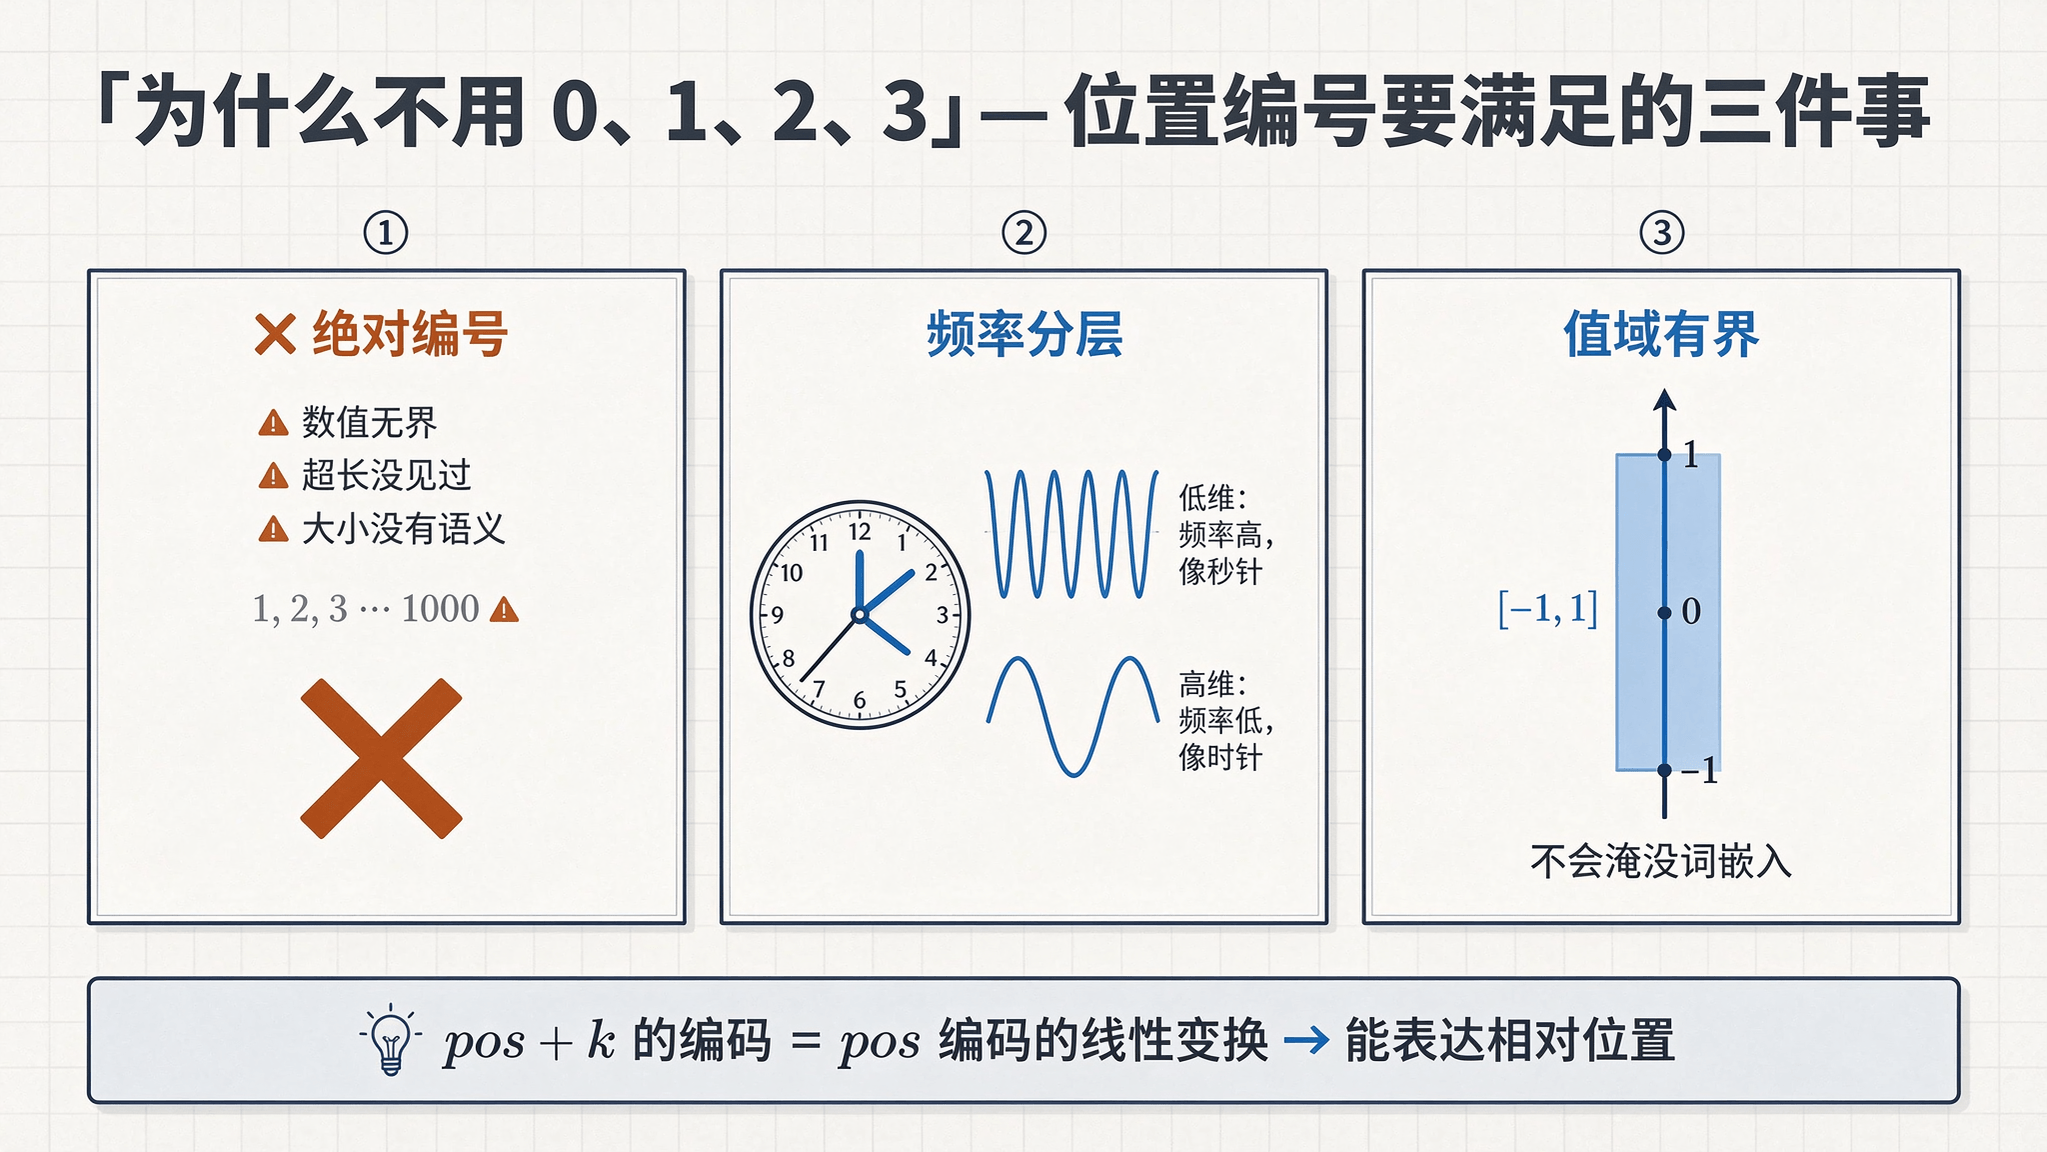 「为什么不用 0、1、2、3」— 位置编号要满足的三件事
①
✕ 绝对编号
数值无界
超长没见过
大小没有语义
1, 2, 3 ··· 1000
②
频率分层
12
1
2
3
4
5
6
7
8
9
10
11
低维：
频率高，
像秒针
高维：
频率低，
像时针
③
值域有界
1
[−1, 1]
0
−1
不会淹没词嵌入
pos + k 的编码 = pos 编码的线性变换 → 能表达相对位置